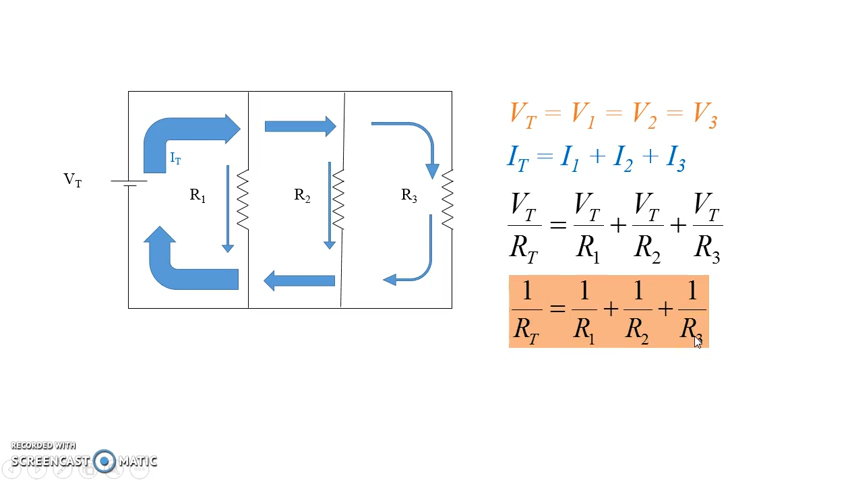 V_T = V_1 = V_2 = V_3
I_T = I_1 + I_2 + I_3
I_T
V_T
R_1
R_2
R_3
V_T/R_T = V_T/R_1 + V_T/R_2 + V_T/R_3
1/R_T = 1/R_1 + 1/R_2 + 1/R_3
RECORDED WITH
SCREENCAST MATIC